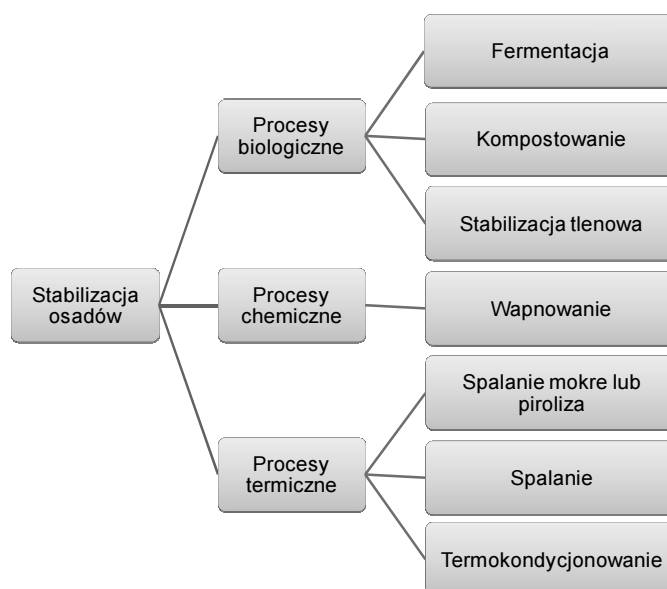 Stabilizacja
osadów
Procesy
biologiczne
Fermentacja
Kompostowanie
Stabilizacja tlenowa
Procesy
chemiczne
Wapnowanie
Procesy
termiczne
Spalanie mokre lub
piroliza
Spalanie
Termokondycjonowanie